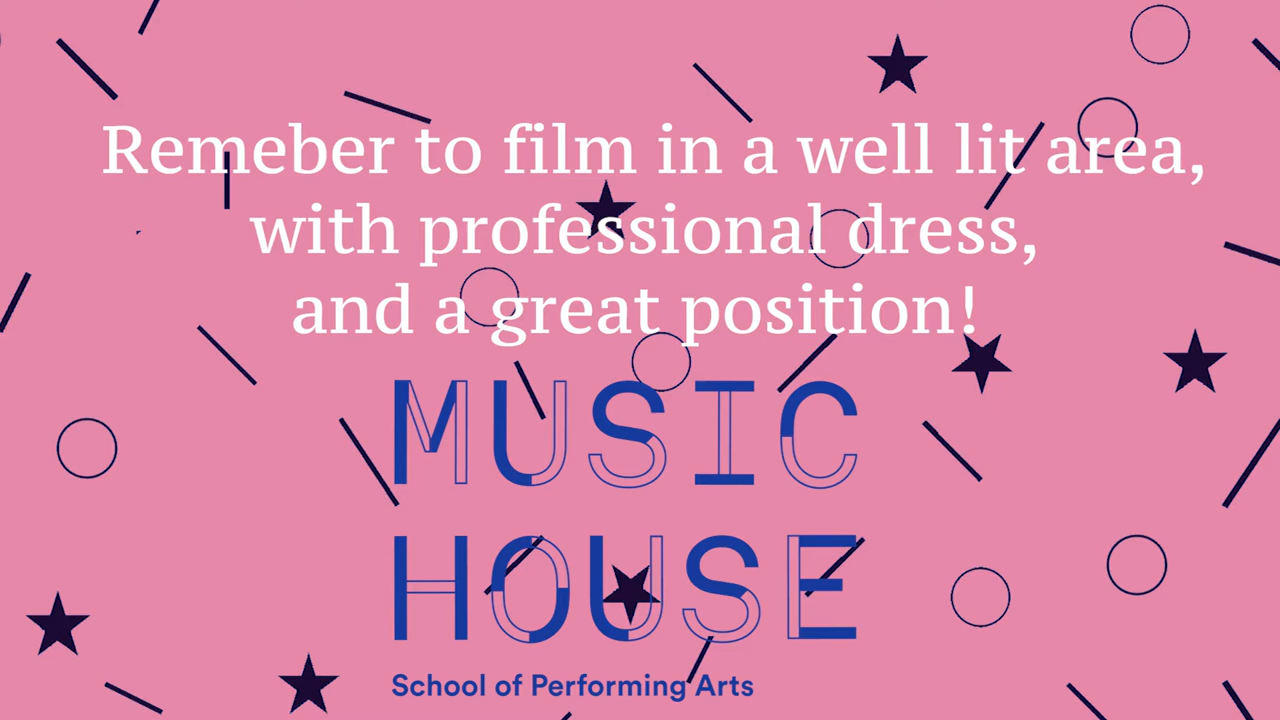 Remeber to film in a well lit area,
with professional dress,
and a great position!
MUSIC
HOUSE
School of Performing Arts